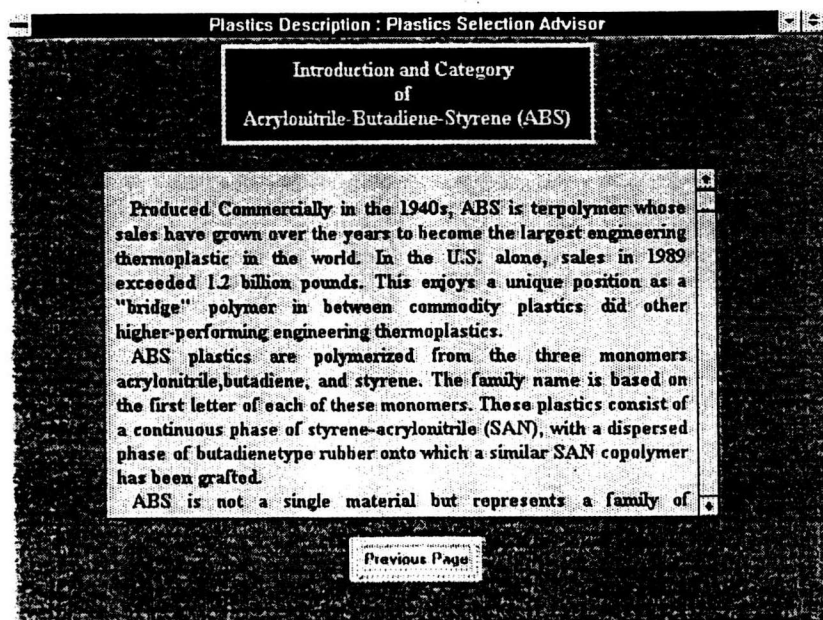 Plastics Description : Plastics Selection Advisor
Introduction and Category
of
Acrylonitrile-Butadiene-Styrene (ABS)
Produced Commercially in the 1940s, ABS is terpolymer whose
sales have grown over the years to become the largest engineering
thermoplastic in the world. In the U.S. alone, sales in 1989
exceeded 1.2 billion pounds. This enjoys a unique position as a
"bridge" polymer in between commodity plastics did other
higher-performing engineering thermoplastics.
ABS plastics are polymerized from the three monomers
acrylonitrile,butadiene, and styrene. The family name is based on
the first letter of each of these monomers. These plastics consist of
a continuous phase of styrene-acrylonitrile (SAN), with a dispersed
phase of butadienetype rubber onto which a similar SAN copolymer
has been grafted.
ABS is not a single material but represents a family of
Previous Page